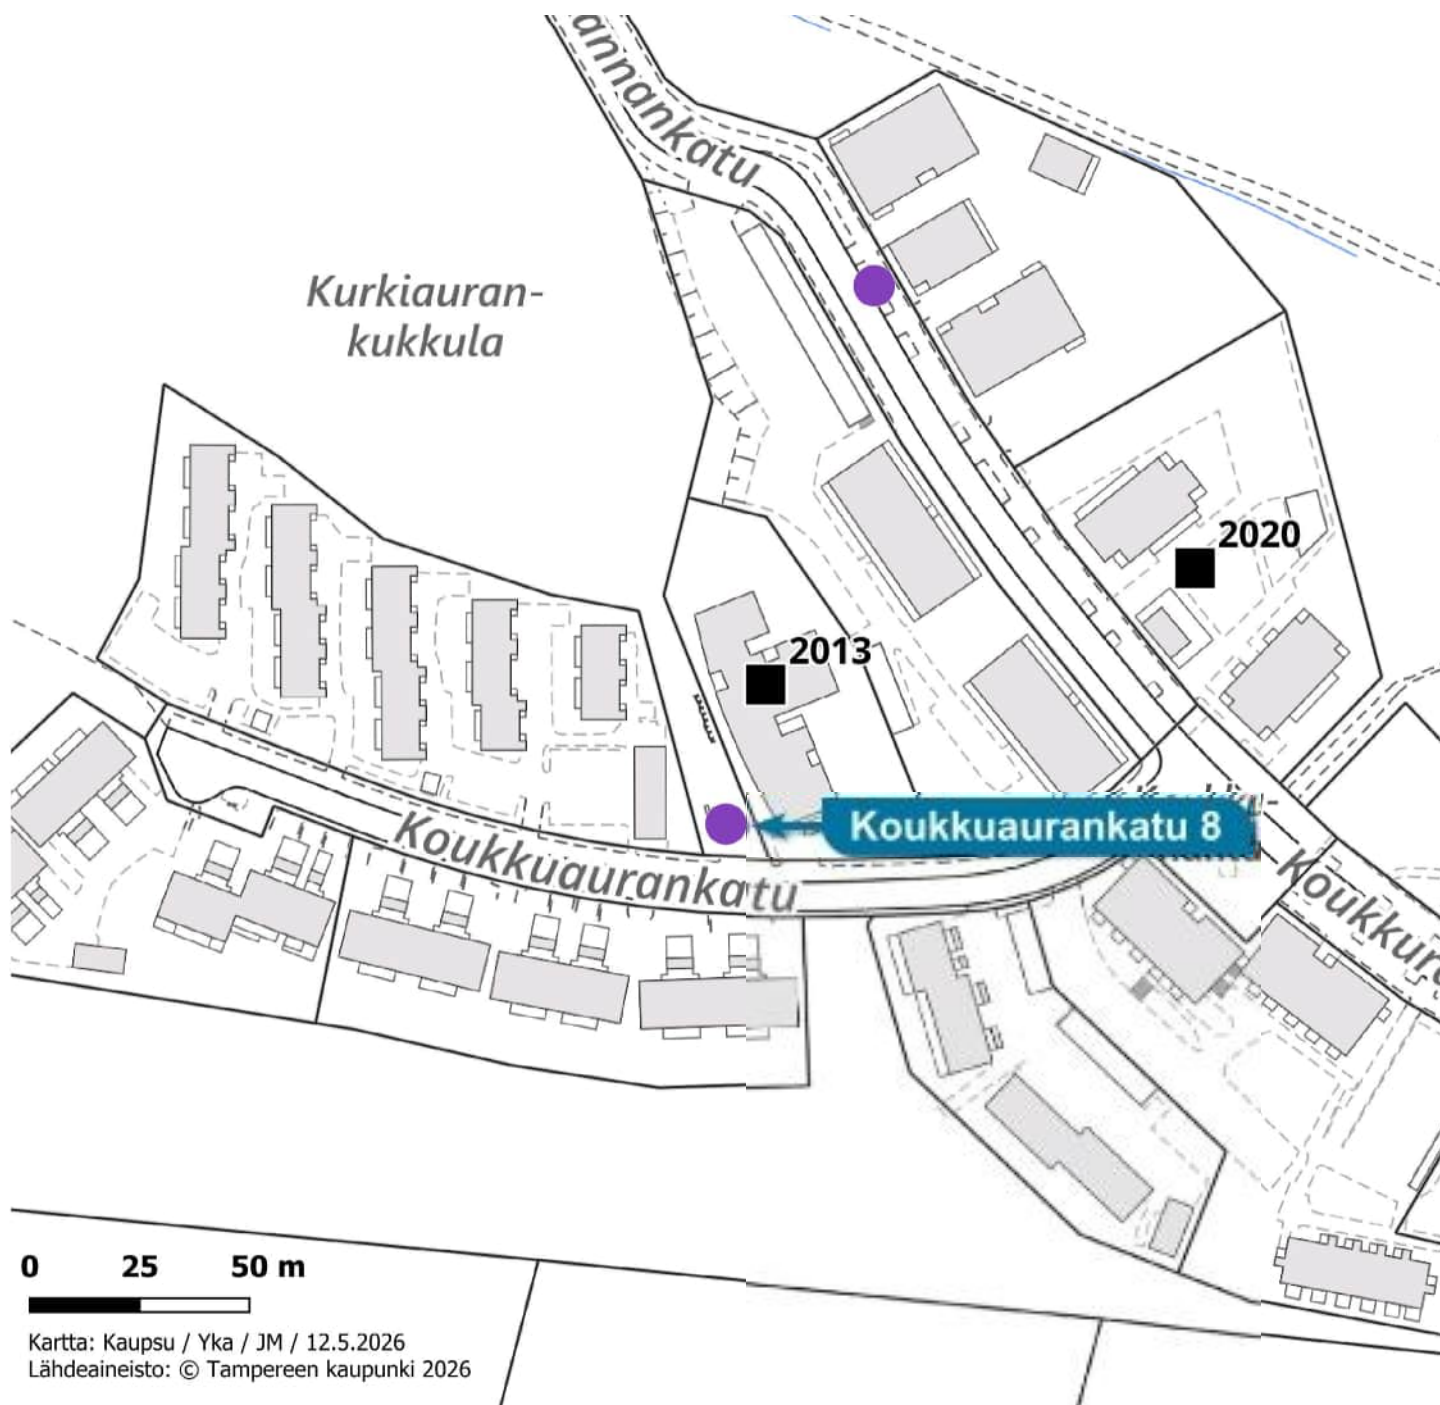 annankatu
Kurkiauran-
kukkula
2020
2013
Koukkuaurankatu 8
Koukkuaurankatu
0 25 50 m
Kartta: Kaupsu / Yka / JM / 12.5.2026
Lähdeaineisto: © Tampereen kaupunki 2026